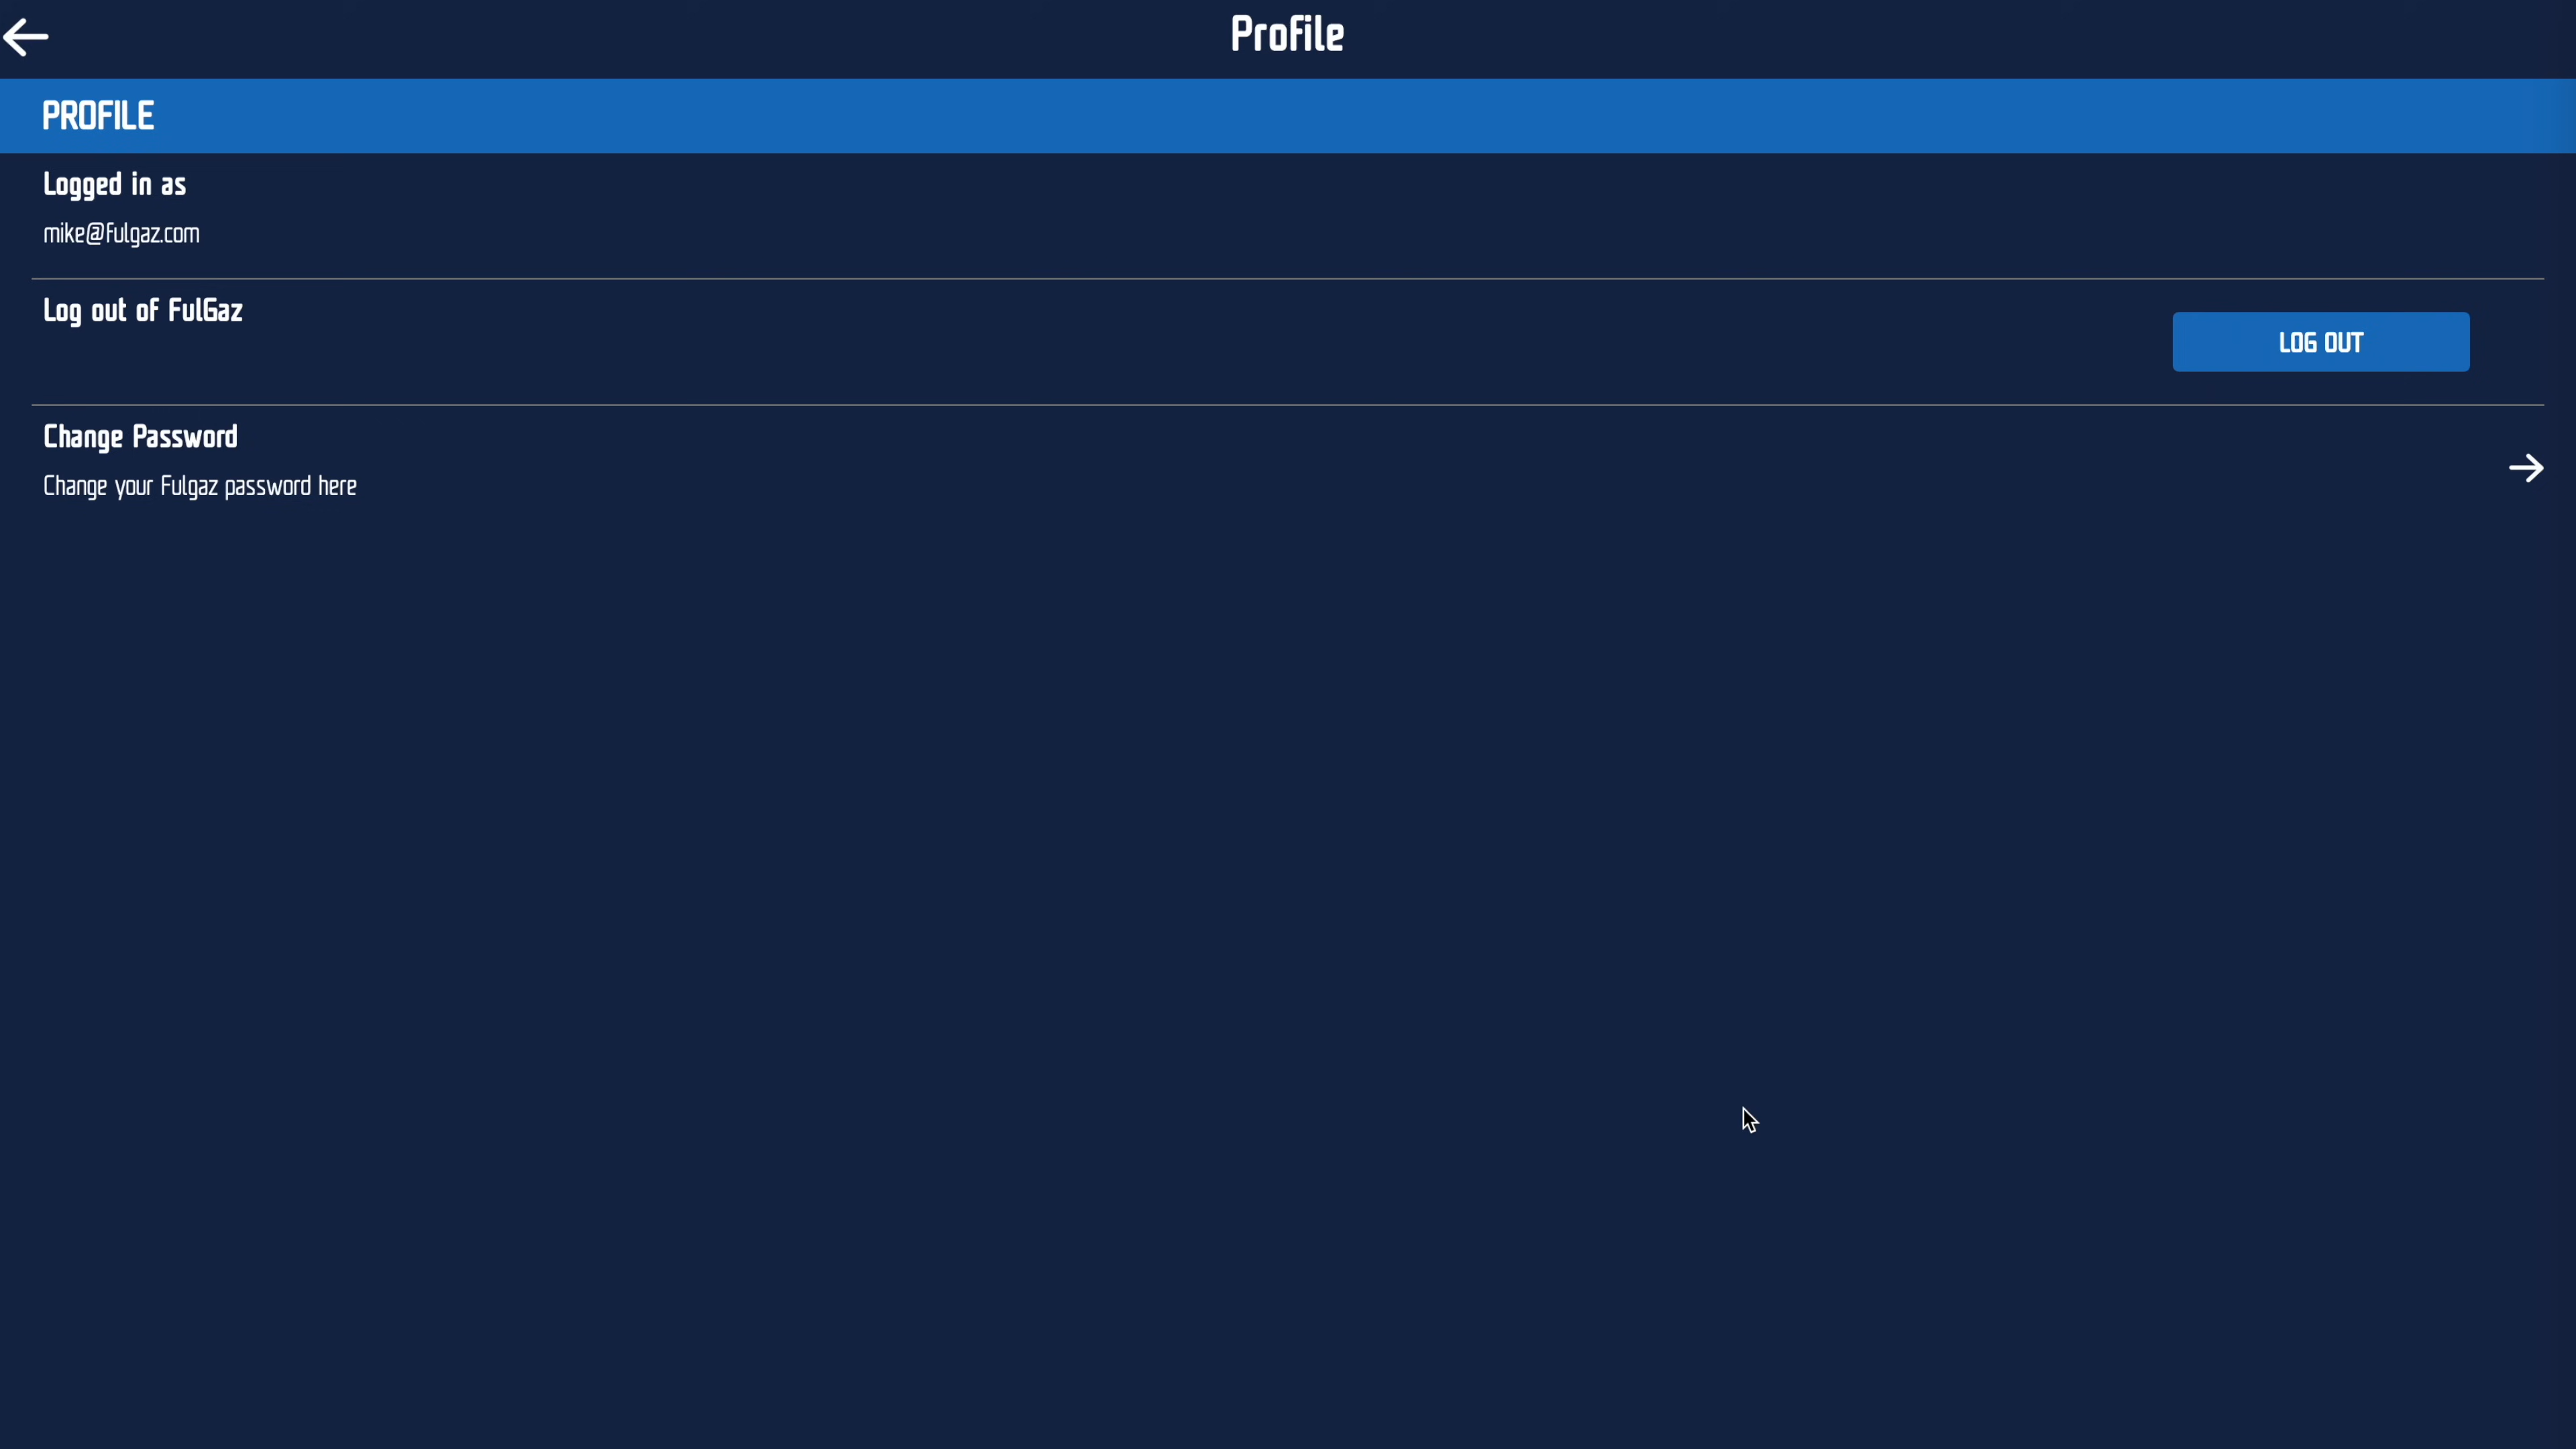 Profile
PROFILE
Logged in as
mike@fulgaz.com
Log out of FulGaz
LOG OUT
Change Password
Change your Fulgaz password here